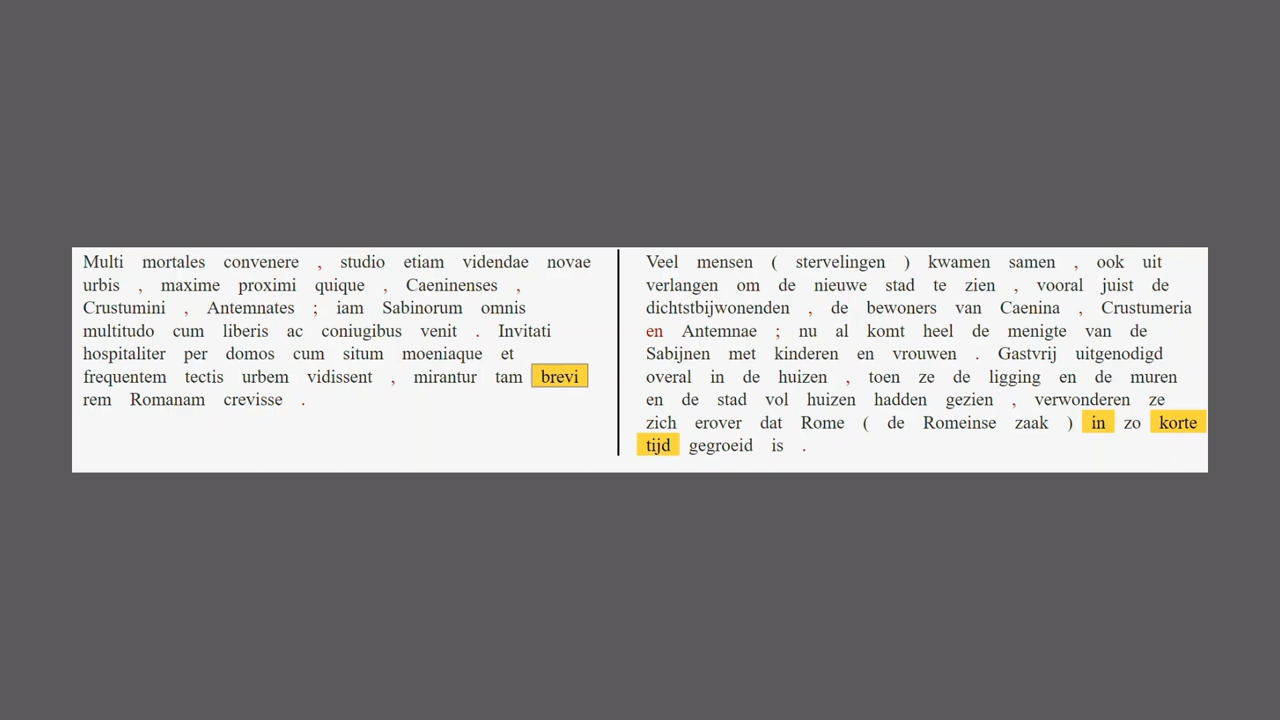 Multi mortales convenere , studio etiam videndae novae
urbis , maxime proximi quique , Caeninenses ,
Crustumini , Antemnates ; iam Sabinorum omnis
multitudo cum liberis ac coniugibus venit . Invitati
hospitaliter per domos cum situm moeniaque et
frequentem tectis urbem vidissent , mirantur tam brevi
rem Romanam crevisse .
Veel mensen ( stervelingen ) kwamen samen , ook uit
verlangen om de nieuwe stad te zien , vooral juist de
dichtstbijwonenden , de bewoners van Caenina , Crustumeria
en Antemnae ; nu al komt heel de menigte van de
Sabijnen met kinderen en vrouwen . Gastvrij uitgenodigd
overal in de huizen , toen ze de ligging en de muren
en de stad vol huizen hadden gezien , verwonderen ze
zich erover dat Rome ( de Romeinse zaak ) in zo korte
tijd gegroeid is .